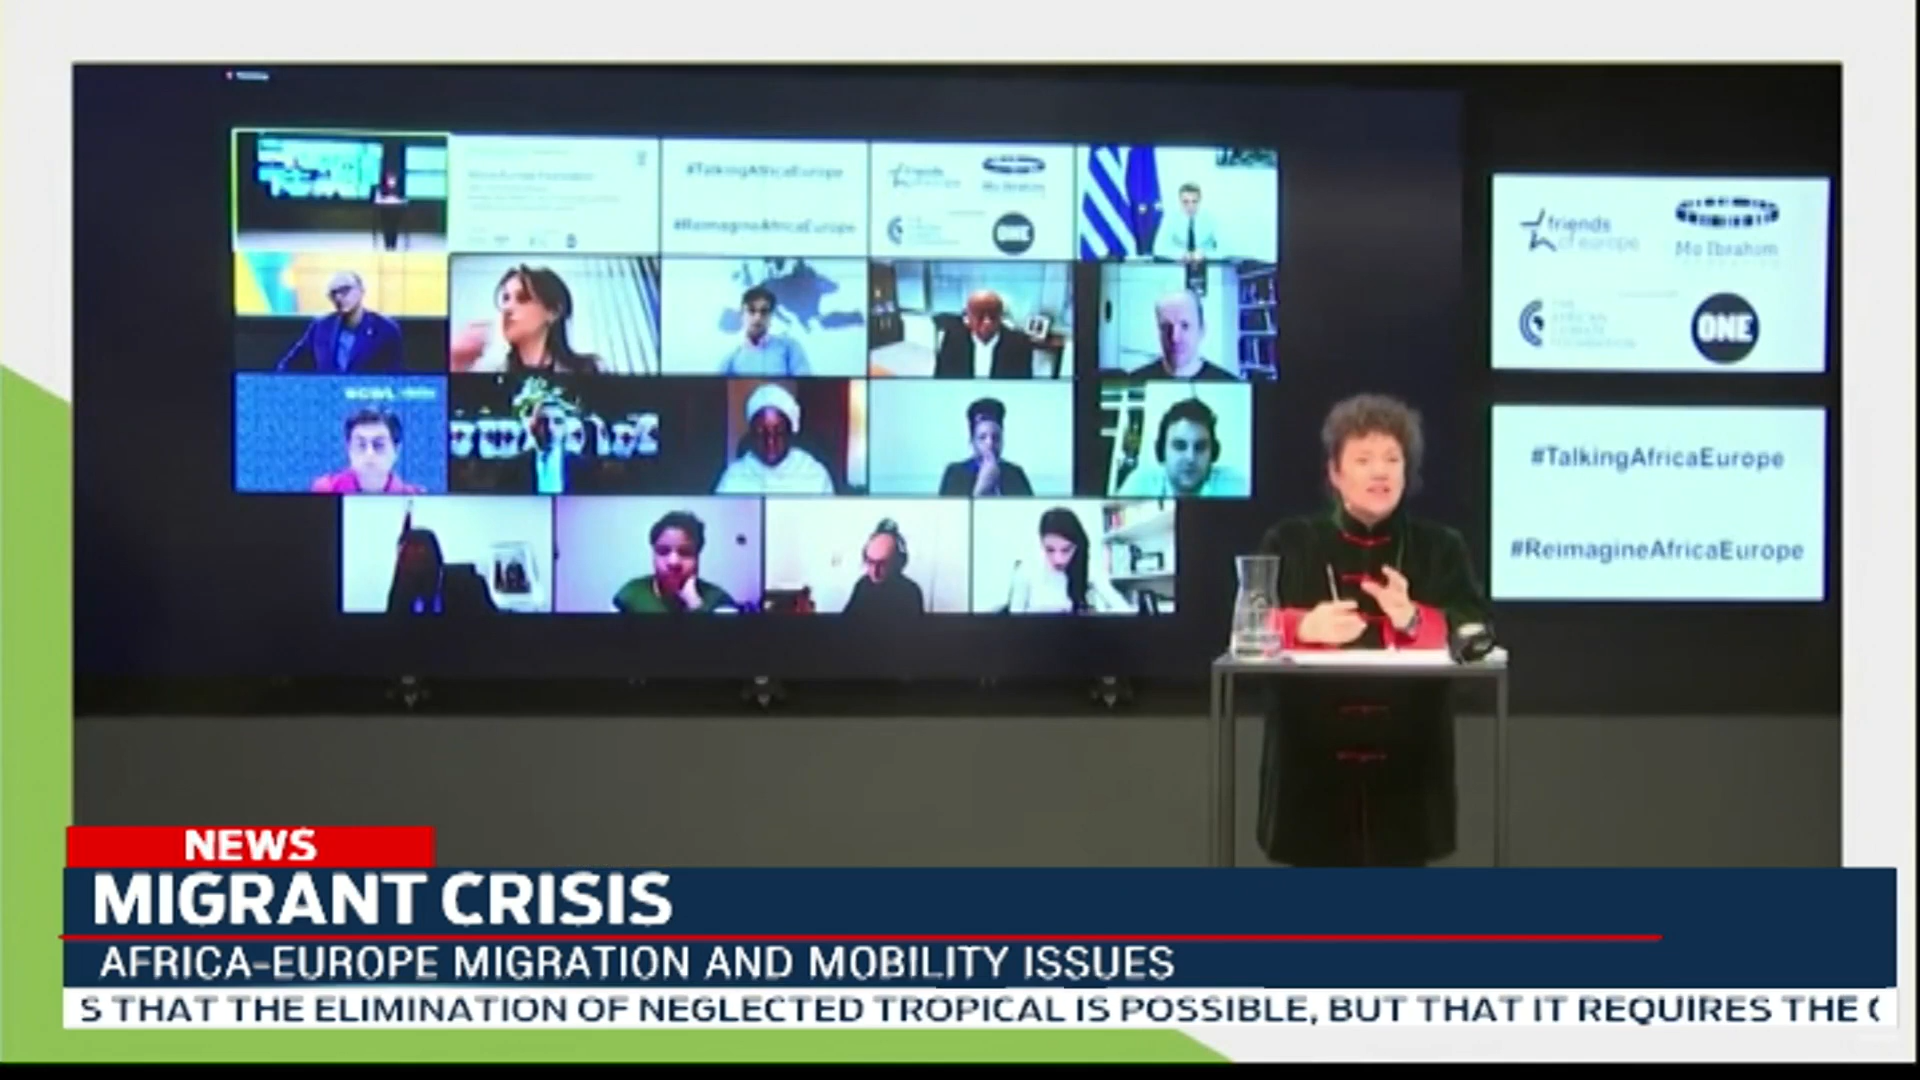 #TalkingAfricaEurope
#ReimagineAfricaEurope
ONE
friends
of europe
Mo Ibrahim
ONE
#TalkingAfricaEurope
#ReimagineAfricaEurope
NEWS
MIGRANT CRISIS
AFRICA-EUROPE MIGRATION AND MOBILITY ISSUES
S THAT THE ELIMINATION OF NEGLECTED TROPICAL IS POSSIBLE, BUT THAT IT REQUIRES THE